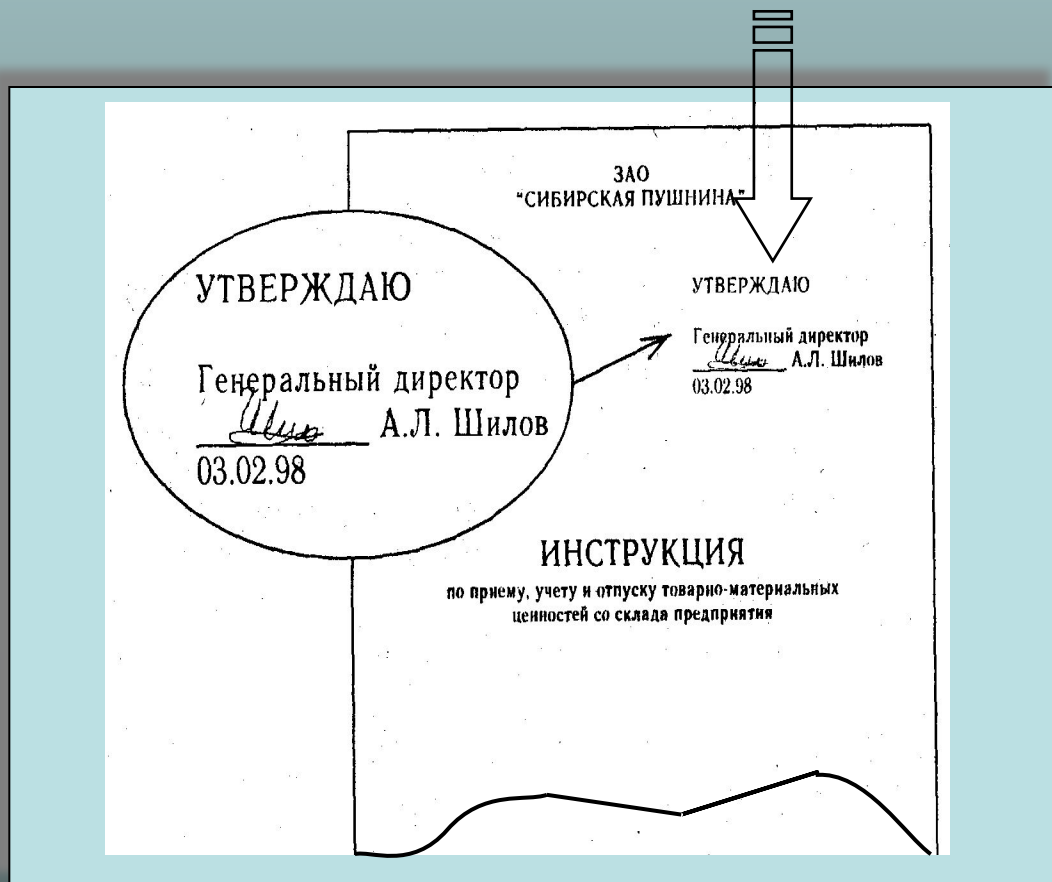 ЗАО
"СИБИРСКАЯ ПУШНИНА"
УТВЕРЖДАЮ
Генеральный директор
А.Л. Шилов
03.02.98
УТВЕРЖДАЮ
Генеральный директор
А.Л. Шилов
03.02.98
ИНСТРУКЦИЯ
по приему, учету и отпуску товарно-материальных
ценностей со склада предприятия